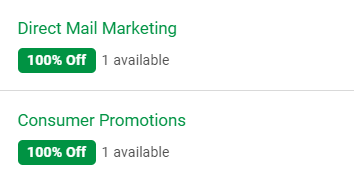 Direct Mail Marketing
100% Off 1 available
Consumer Promotions
100% Off 1 available